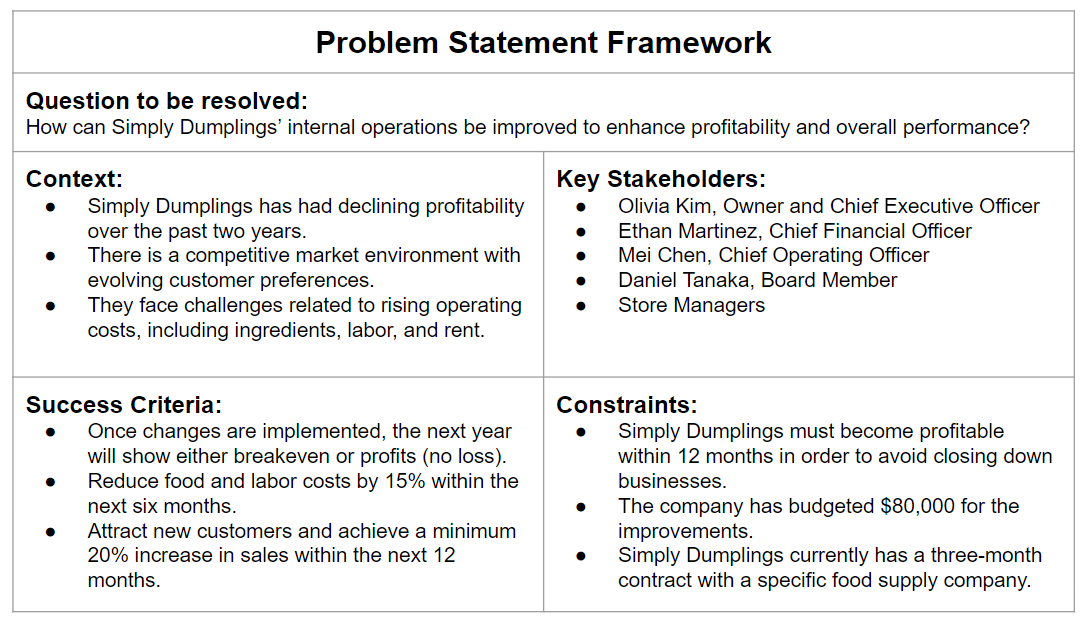 Problem Statement Framework
Question to be resolved:
How can Simply Dumplings’ internal operations be improved to enhance profitability and overall performance?
Context:
● Simply Dumplings has had declining profitability
over the past two years.
● There is a competitive market environment with
evolving customer preferences.
● They face challenges related to rising operating
costs, including ingredients, labor, and rent.
Key Stakeholders:
● Olivia Kim, Owner and Chief Executive Officer
● Ethan Martinez, Chief Financial Officer
● Mei Chen, Chief Operating Officer
● Daniel Tanaka, Board Member
● Store Managers
Success Criteria:
● Once changes are implemented, the next year
will show either breakeven or profits (no loss).
● Reduce food and labor costs by 15% within the
next six months.
● Attract new customers and achieve a minimum
20% increase in sales within the next 12
months.
Constraints:
● Simply Dumplings must become profitable
within 12 months in order to avoid closing down
businesses.
● The company has budgeted $80,000 for the
improvements.
● Simply Dumplings currently has a three-month
contract with a specific food supply company.